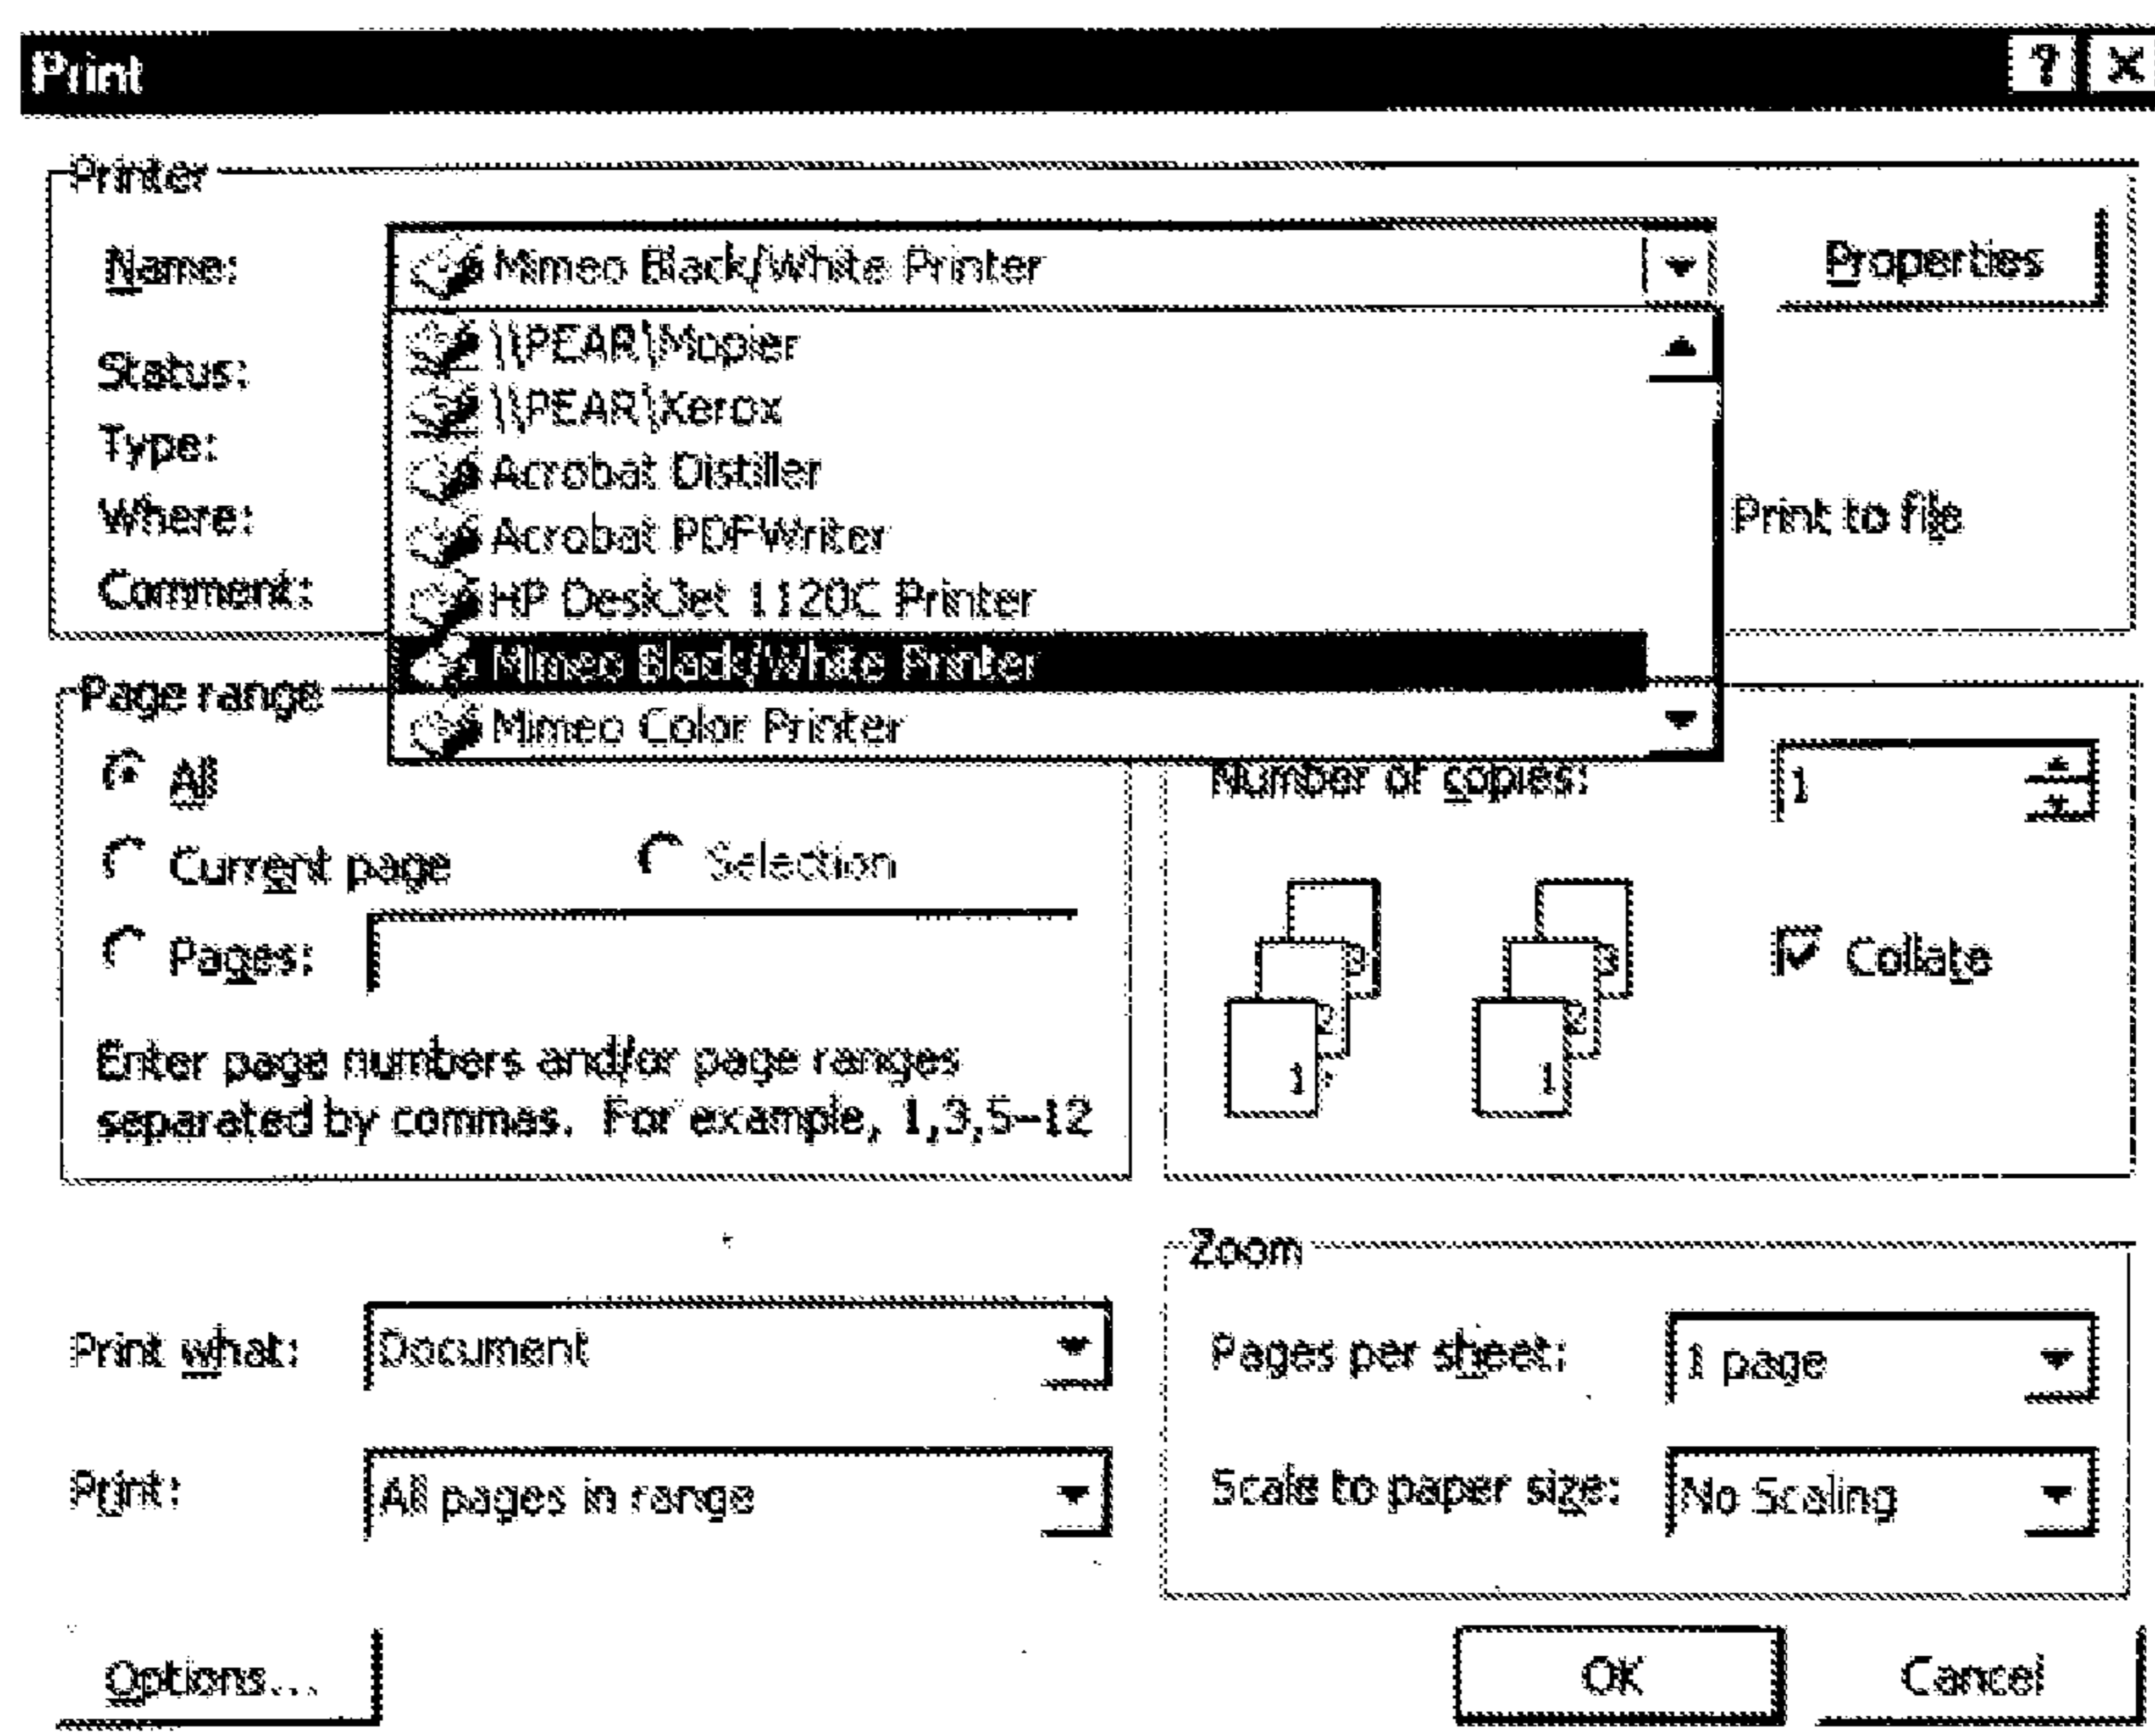 Print ? X
Printer
Name: Mimeo Black/White Printer Properties
\\PEAR\Mopier
Status:
\\PEAR\Xerox
Type:
Acrobat Distiller
Where:
Acrobat PDFWriter
Print to file
Comment:
HP DeskJet 1120C Printer
Mimeo Black/White Printer
Page range
Mimeo Color Printer
All
Number of copies: 1
Current page Selection
Pages:
Collate
1 1
Enter page numbers and/or page ranges
separated by commas. For example, 1,3,5-12
Zoom
Print what: Document
Pages per sheet: 1 page
Print: All pages in range
Scale to paper size: No Scaling
Options... OK Cancel